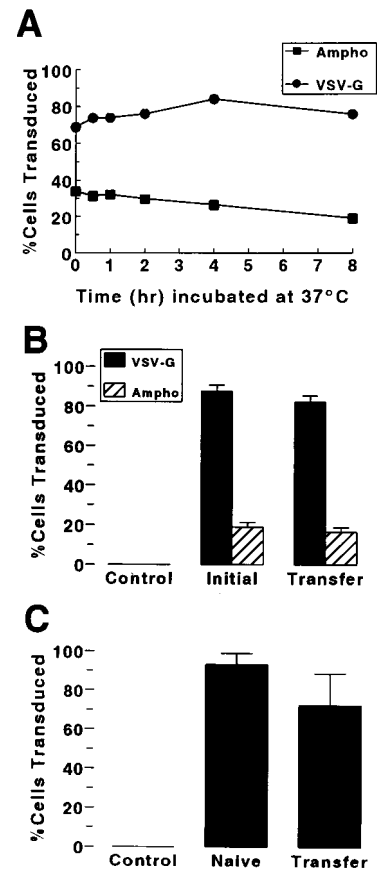 A
Ampho
VSV-G
%Cells Transduced
100
80
60
40
20
0
0 1 2 3 4 5 6 7 8
Time (hr) incubated at 37°C
B
VSV-G
Ampho
%Cells Transduced
100
80
60
40
20
0
Control Initial Transfer
C
%Cells Transduced
100
80
60
40
20
0
Control Naive Transfer